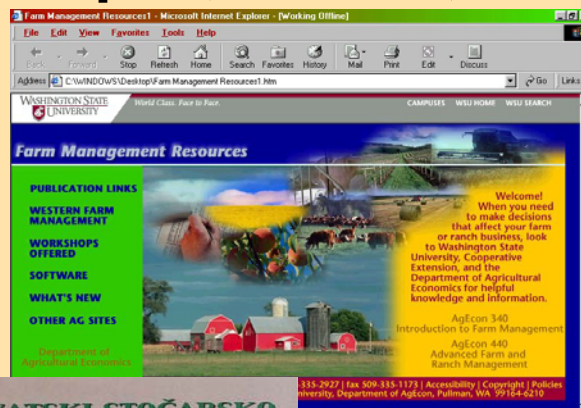 Farm Management Resources1 - Microsoft Internet Explorer - [Working Offline]
File Edit View Favorites Tools Help
Back Forward Stop Refresh Home Search Favorites History Mail Print Edit Discuss
Address C:\WINDOWS\Desktop\Farm Management Resources1.htm Go Links
WASHINGTON STATE
UNIVERSITY
World Class. Face to Face.
CAMPUSES WSU HOME WSU SEARCH
Farm Management Resources
PUBLICATION LINKS
WESTERN FARM
MANAGEMENT
WORKSHOPS
OFFERED
SOFTWARE
WHAT'S NEW
OTHER AG SITES
Department of
Agricultural Economics
Welcome!
When you need
to make decisions
that affect your farm
or ranch business, look
to Washington State
University, Cooperative
Extension, and the
Department of Agricultural
Economics for helpful
knowledge and information.
AgEcon 340
Introduction to Farm Management
AgEcon 440
Advanced Farm and
Ranch Management
-335-2927 | fax 509-335-1173 | Accessibility | Copyright | Policies
University, Department of AgEcon, Pullman, WA 99164-6210
STOČARSKO